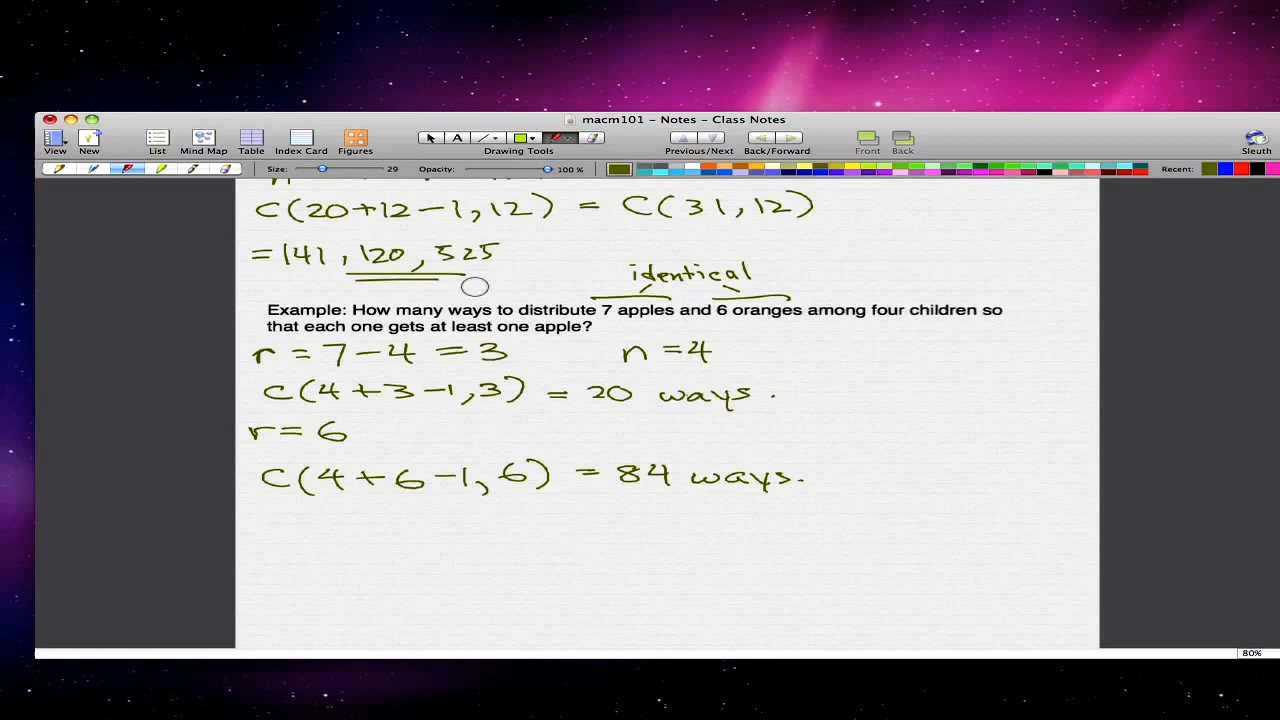 macm101 – Notes – Class Notes
View New List Mind Map Table Index Card Figures Drawing Tools Previous/Next Back/Forward Front Back Sleuth
Size: 29 Opacity: 100 % Recent:
C(20+12-1,12) = C(31,12)
=141,120,525
identical
Example: How many ways to distribute 7 apples and 6 oranges among four children so
that each one gets at least one apple?
r = 7-4 = 3 n = 4
C(4+3-1,3) = 20 ways.
r = 6
C(4+6-1,6) = 84 ways.
80%